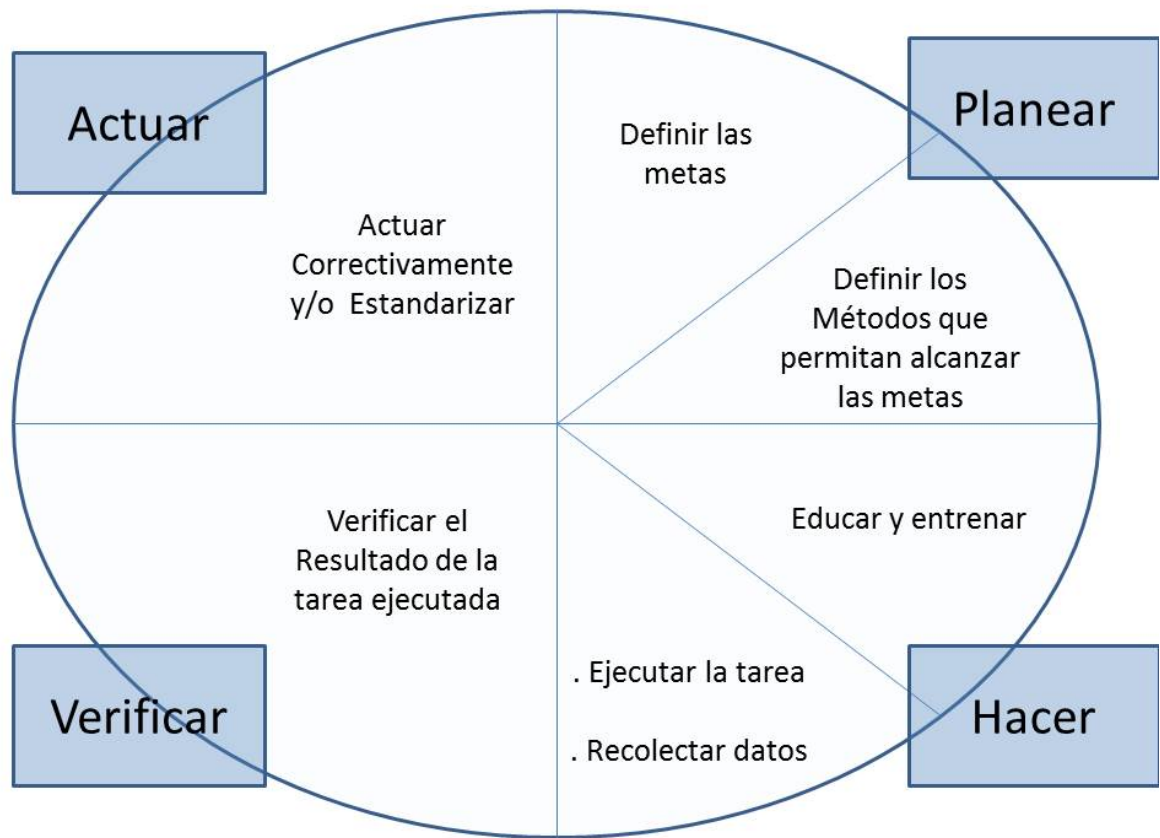 Actuar
Planear
Definir las
metas
Actuar
Correctivamente
y/o Estandarizar
Definir los
Métodos que
permitan alcanzar
las metas
Educar y entrenar
Verificar el
Resultado de la
tarea ejecutada
. Ejecutar la tarea
. Recolectar datos
Verificar
Hacer